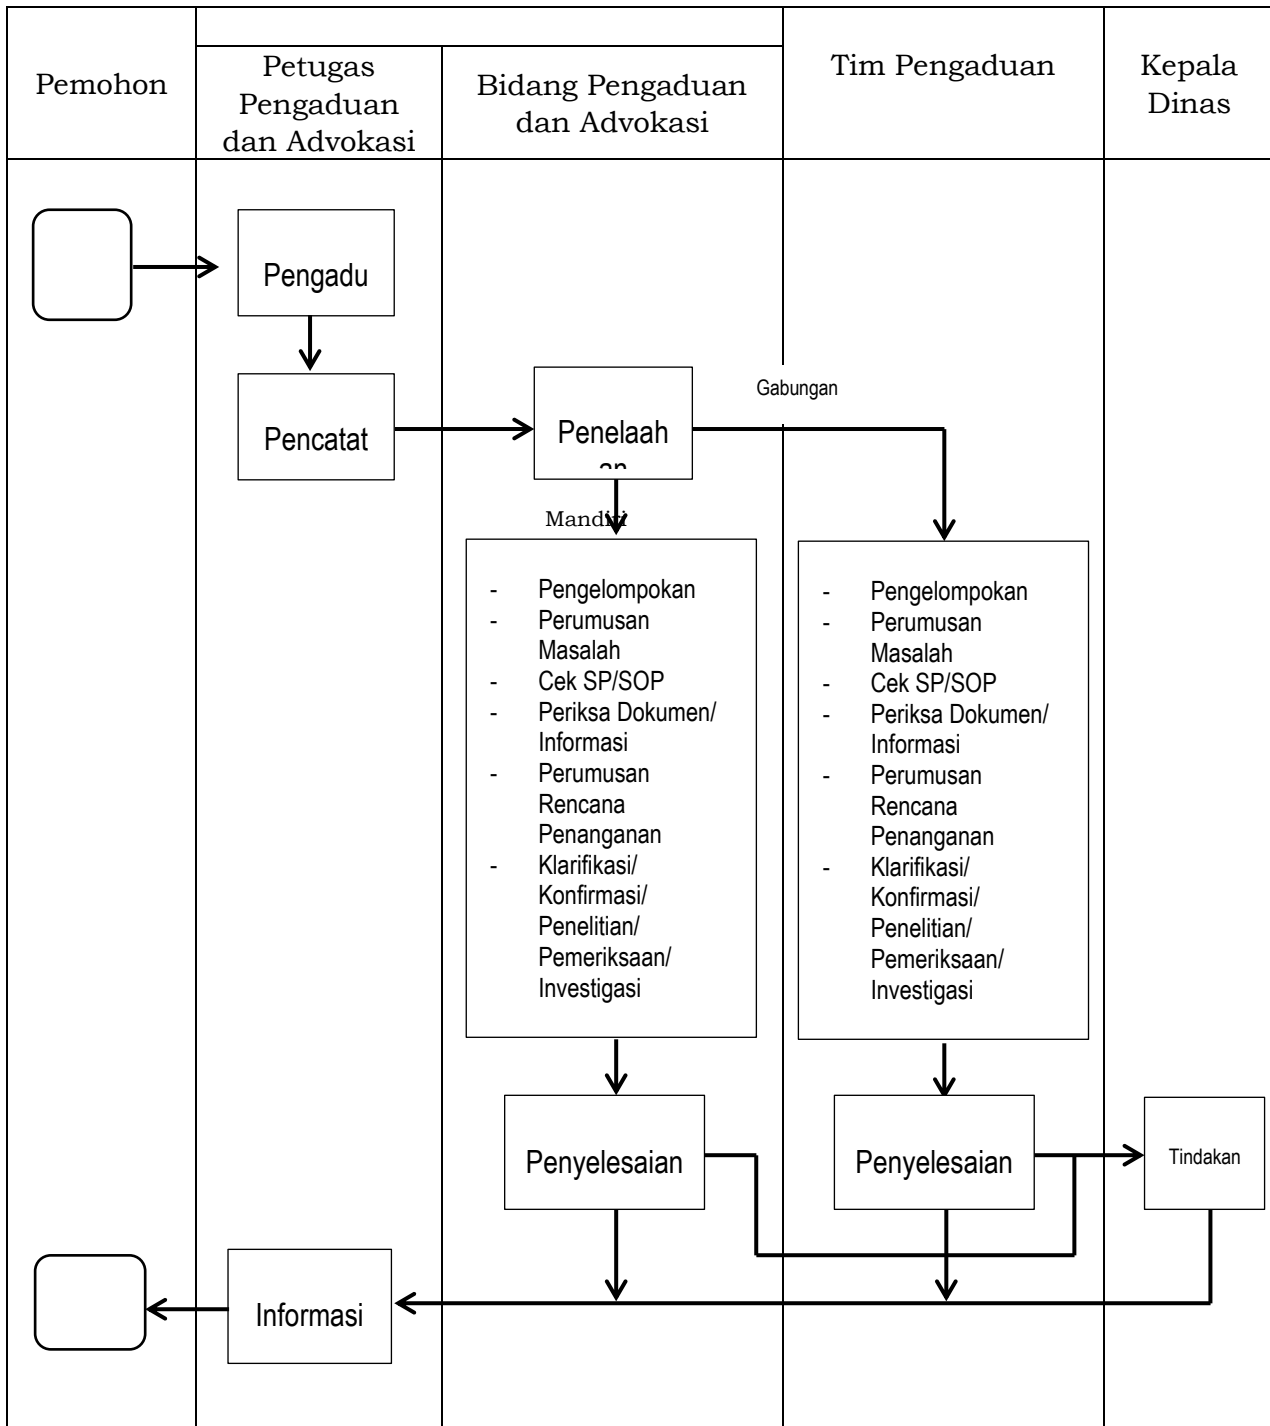 Pemohon
Petugas
Pengaduan
dan Advokasi
Bidang Pengaduan
dan Advokasi
Tim Pengaduan
Kepala
Dinas
Pengadu
Pencatat
Penelaah
an
Gabungan
Mandiri
- Pengelompokan
- Perumusan
Masalah
- Cek SP/SOP
- Periksa Dokumen/
Informasi
- Perumusan
Rencana
Penanganan
- Klarifikasi/
Konfirmasi/
Penelitian/
Pemeriksaan/
Investigasi
- Pengelompokan
- Perumusan
Masalah
- Cek SP/SOP
- Periksa Dokumen/
Informasi
- Perumusan
Rencana
Penanganan
- Klarifikasi/
Konfirmasi/
Penelitian/
Pemeriksaan/
Investigasi
Penyelesaian
Penyelesaian
Tindakan
Informasi